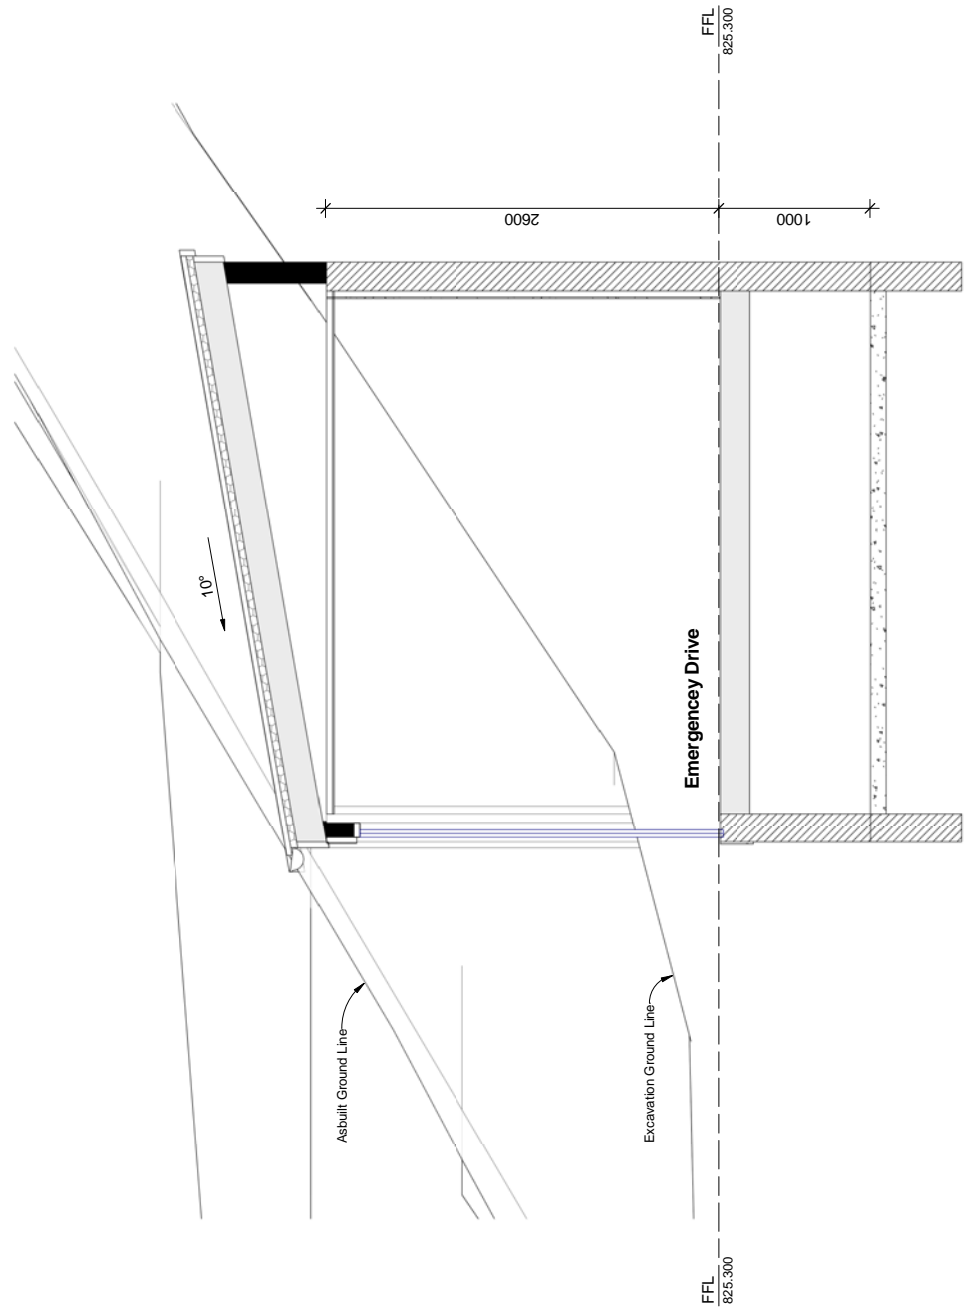 FFL
825.300
2600
1000
10°
Emergencey Drive
Asbuilt Ground Line
Excavation Ground Line
FFL
825.300